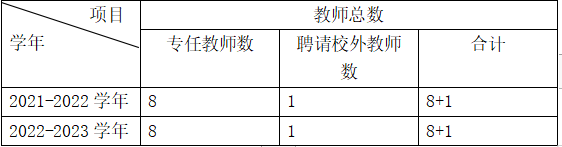 项目 教师总数
学年 专任教师数 聘请校外教师 合计
数
2021-2022 学年 8 1 8+1
2022-2023 学年 8 1 8+1